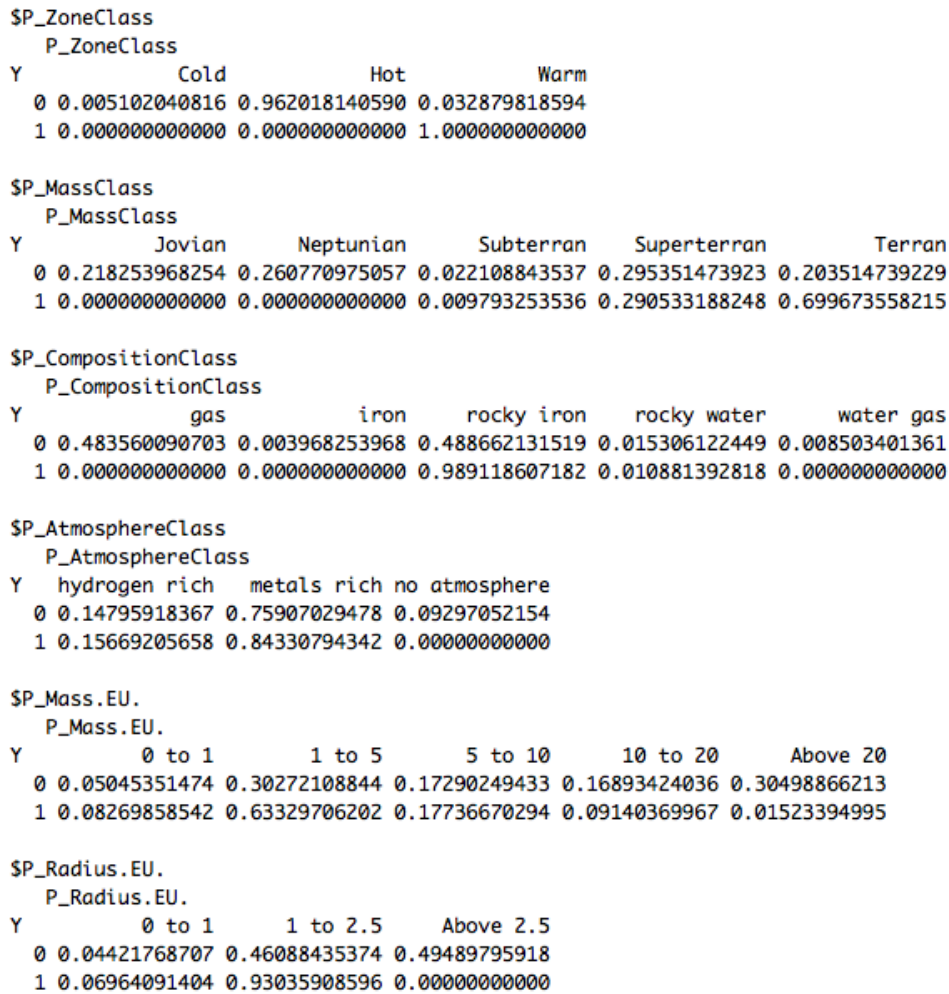 $P_ZoneClass
P_ZoneClass
Y Cold Hot Warm
0 0.005102040816 0.962018140590 0.032879818594
1 0.000000000000 0.000000000000 1.000000000000
$P_MassClass
P_MassClass
Y Jovian Neptunian Subterran Superterran Terran
0 0.218253968254 0.260770975057 0.022108843537 0.295351473923 0.203514739229
1 0.000000000000 0.000000000000 0.009793253536 0.290533188248 0.699673558215
$P_CompositionClass
P_CompositionClass
Y gas iron rocky iron rocky water water gas
0 0.483560090703 0.003968253968 0.488662131519 0.015306122449 0.008503401361
1 0.000000000000 0.000000000000 0.989118607182 0.010881392818 0.000000000000
$P_AtmosphereClass
P_AtmosphereClass
Y hydrogen rich metals rich no atmosphere
0 0.14795918367 0.75907029478 0.09297052154
1 0.15669205658 0.84330794342 0.00000000000
$P_Mass.EU.
P_Mass.EU.
Y 0 to 1 1 to 5 5 to 10 10 to 20 Above 20
0 0.05045351474 0.30272108844 0.17290249433 0.16893424036 0.30498866213
1 0.08269858542 0.63329706202 0.17736670294 0.09140369967 0.01523394995
$P_Radius.EU.
P_Radius.EU.
Y 0 to 1 1 to 2.5 Above 2.5
0 0.04421768707 0.46088435374 0.49489795918
1 0.06964091404 0.93035908596 0.00000000000